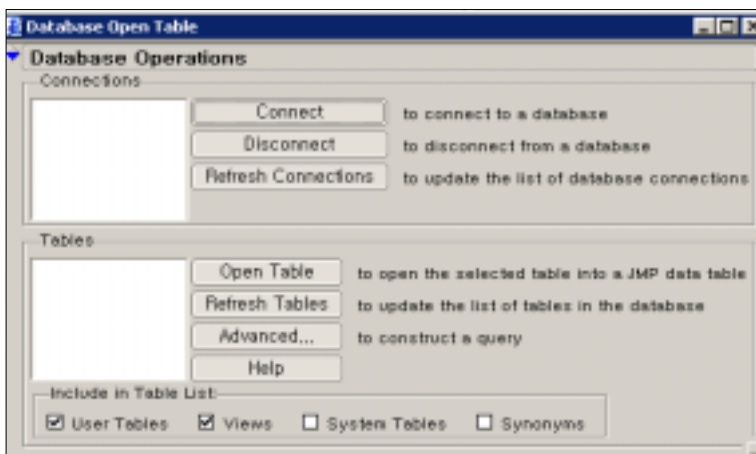 Database Open Table
Database Operations
Connections
Connect to connect to a database
Disconnect to disconnect from a database
Refresh Connections to update the list of database connections
Tables
Open Table to open the selected table into a JMP data table
Refresh Tables to update the list of tables in the database
Advanced... to construct a query
Help
Include in Table List:
User Tables Views System Tables Synonyms